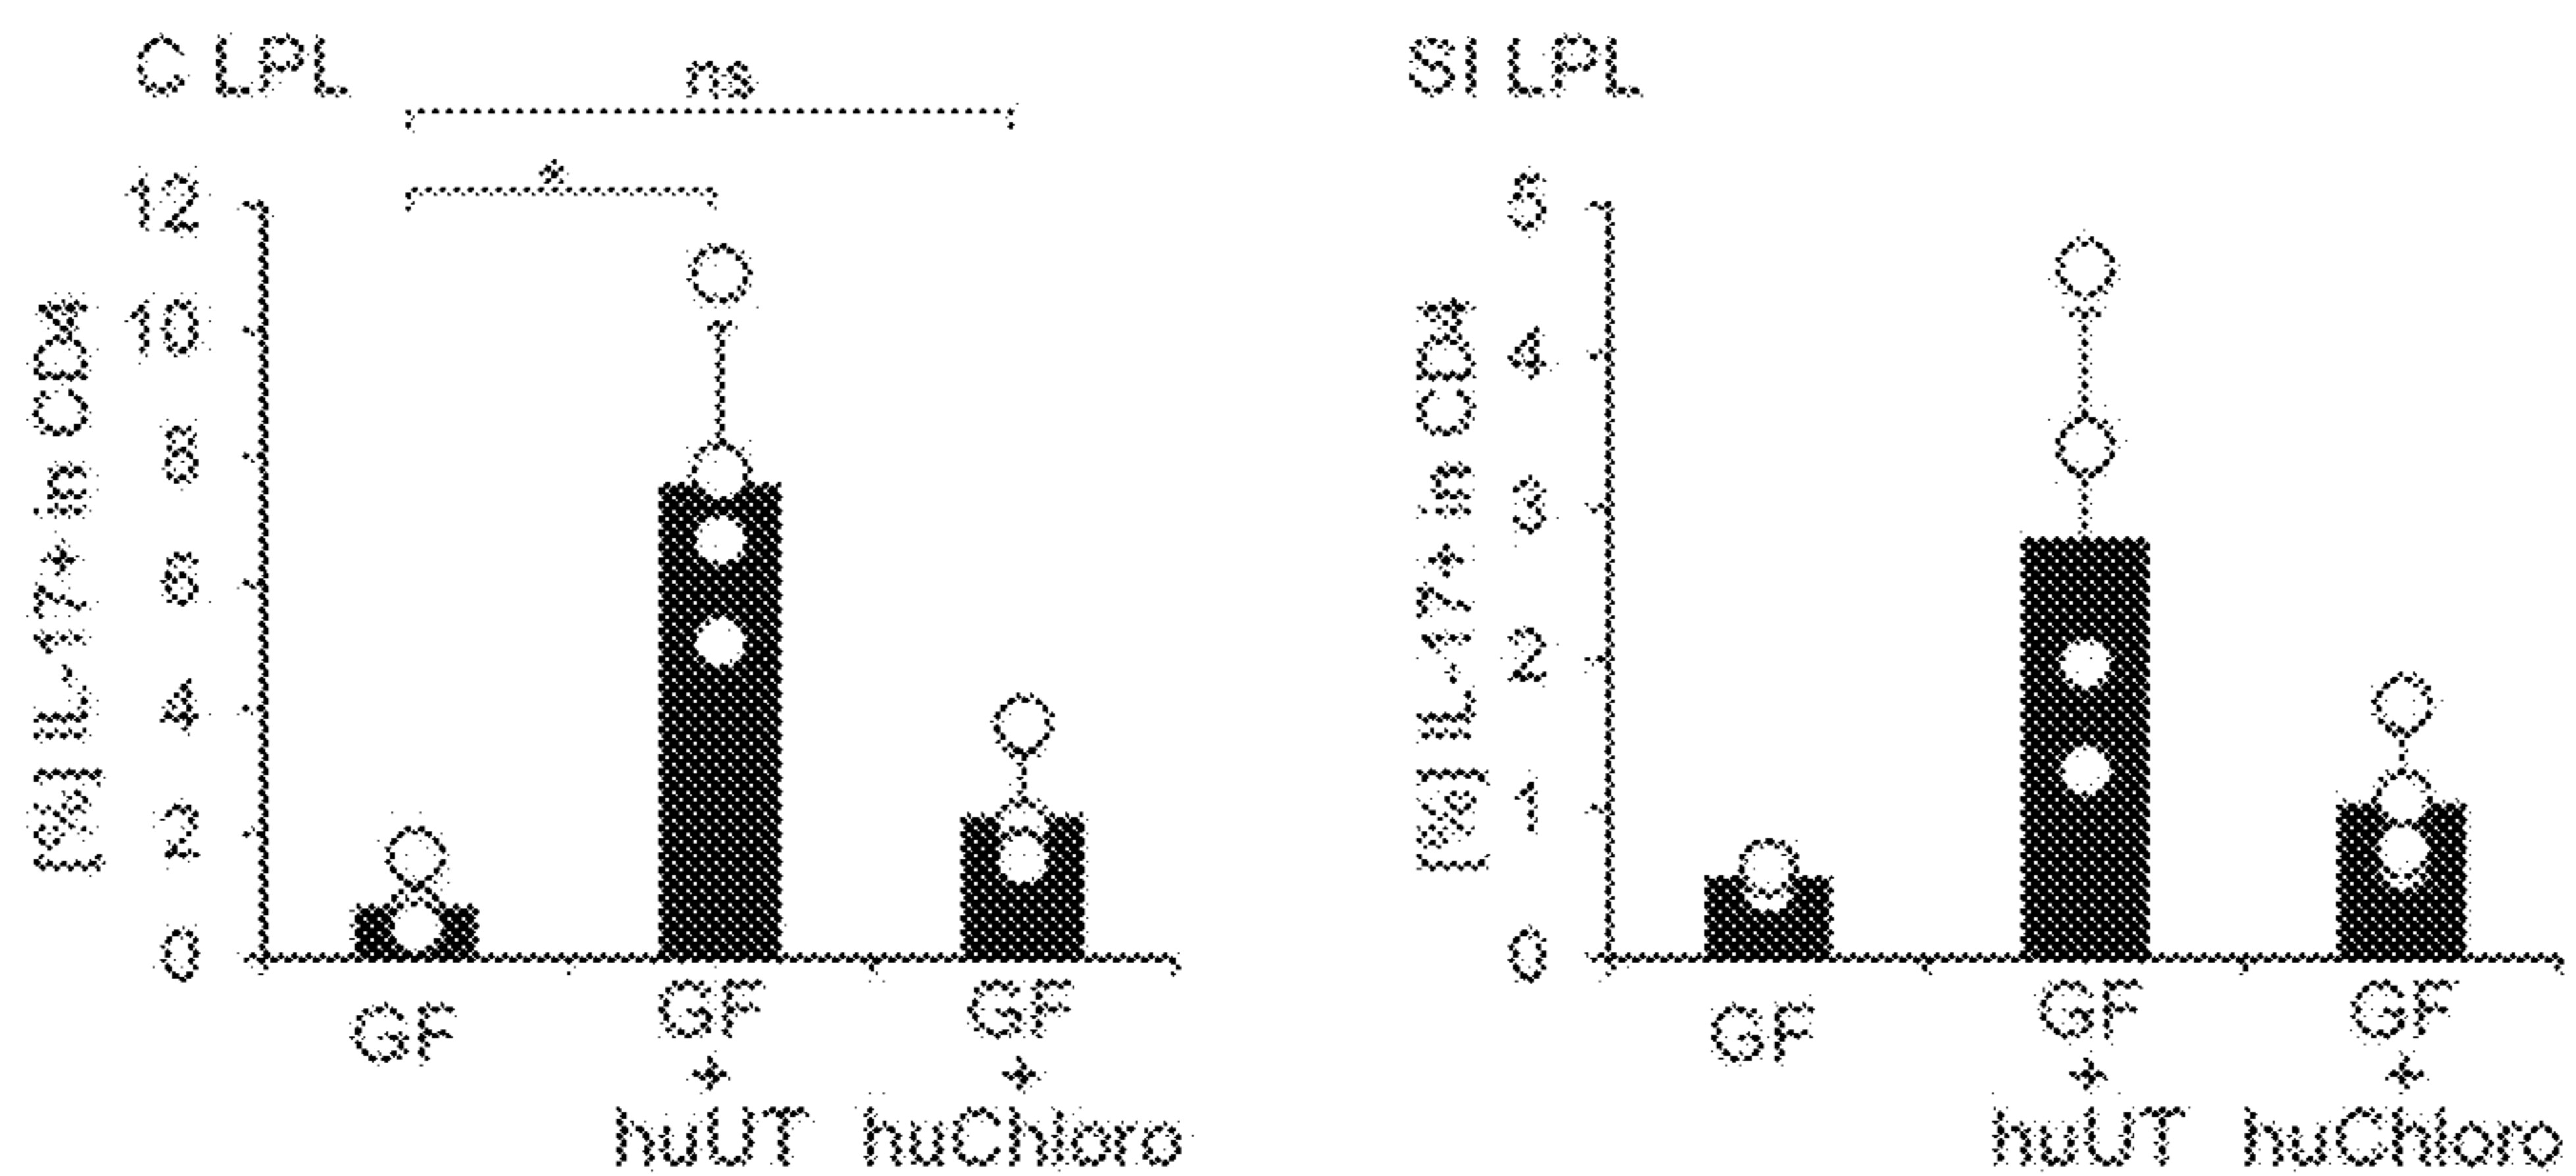 C LPL
ns
*
12
10
8
6
4
2
0
[%] IL-17+ in CD4
GF
GF
+
huUT
GF
+
huChloro
SI LPL
5
4
3
2
1
0
[%] IL-17+ in CD4
GF
GF
+
huUT
GF
+
huChloro